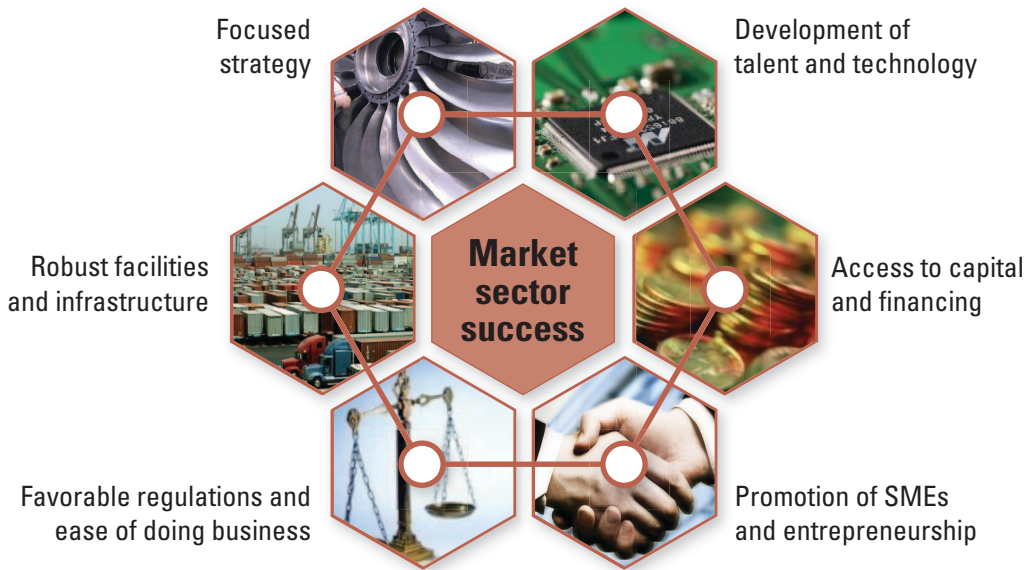 Focused
strategy
Development of
talent and technology
Robust facilities
and infrastructure
Market
sector
success
Access to capital
and financing
Favorable regulations and
ease of doing business
Promotion of SMEs
and entrepreneurship